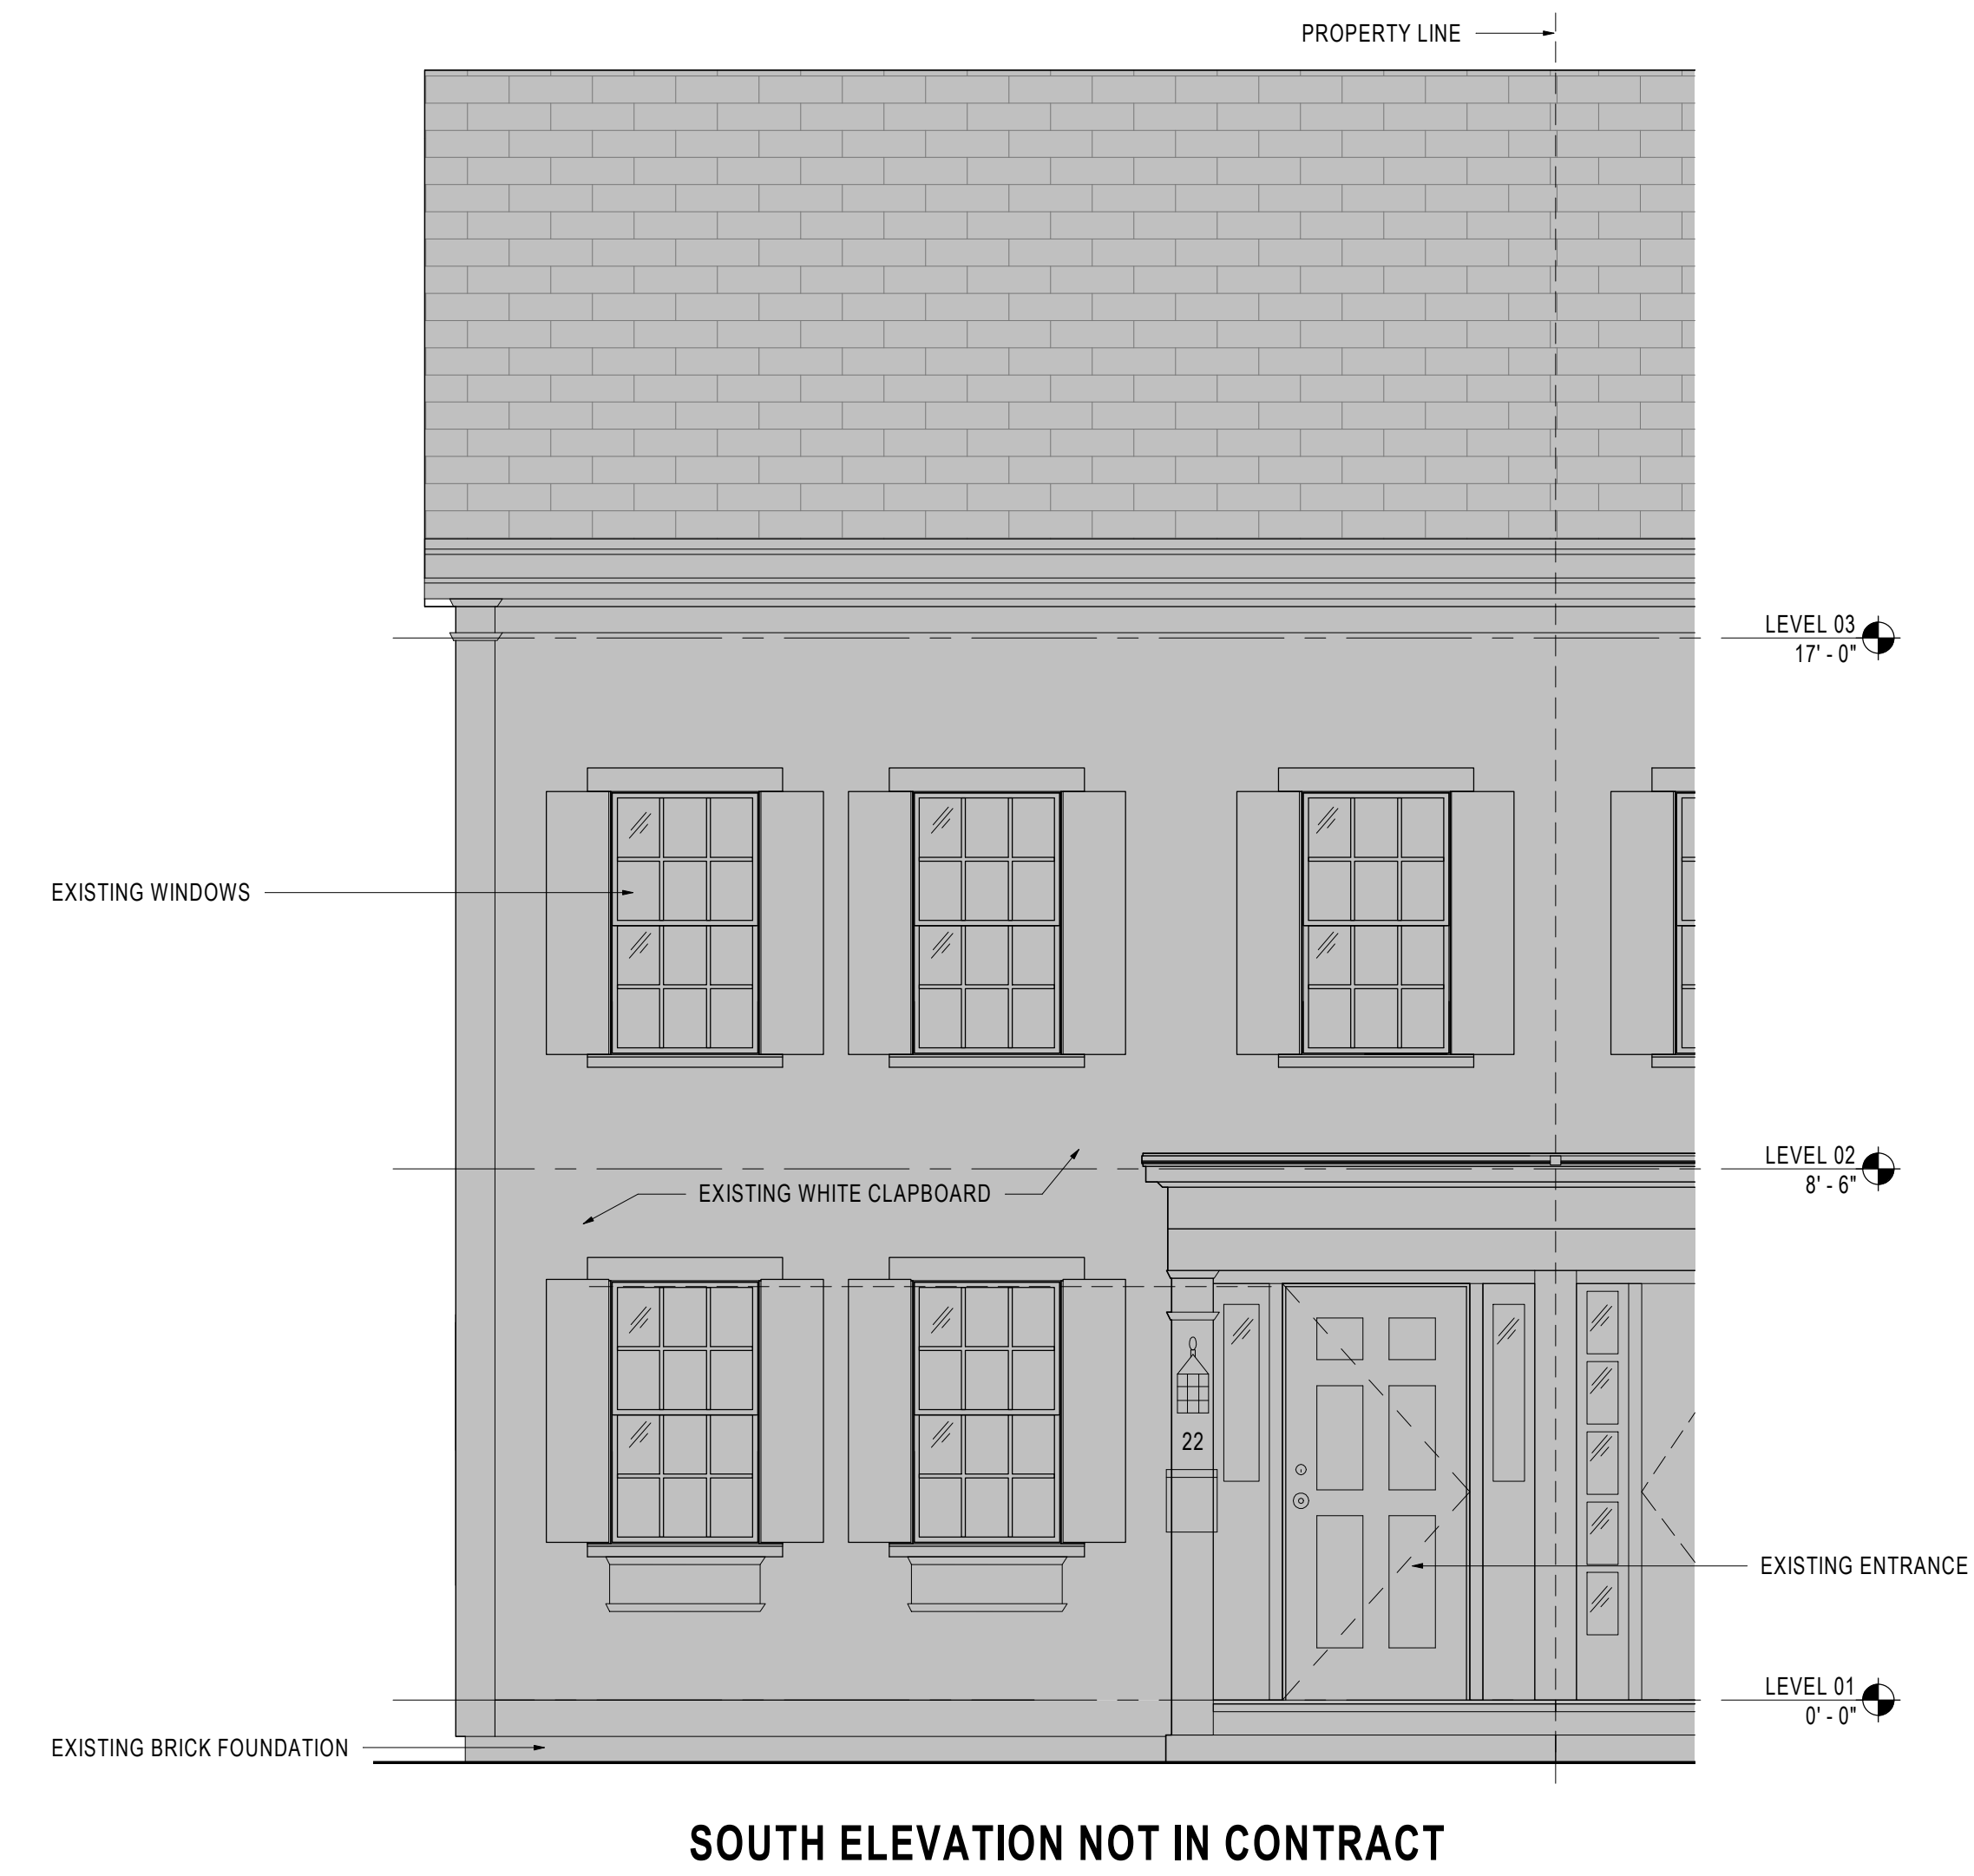 PROPERTY LINE
LEVEL 03
17' - 0"
EXISTING WINDOWS
LEVEL 02
8' - 6"
EXISTING WHITE CLAPBOARD
22
EXISTING ENTRANCE
LEVEL 01
0' - 0"
EXISTING BRICK FOUNDATION
SOUTH ELEVATION NOT IN CONTRACT